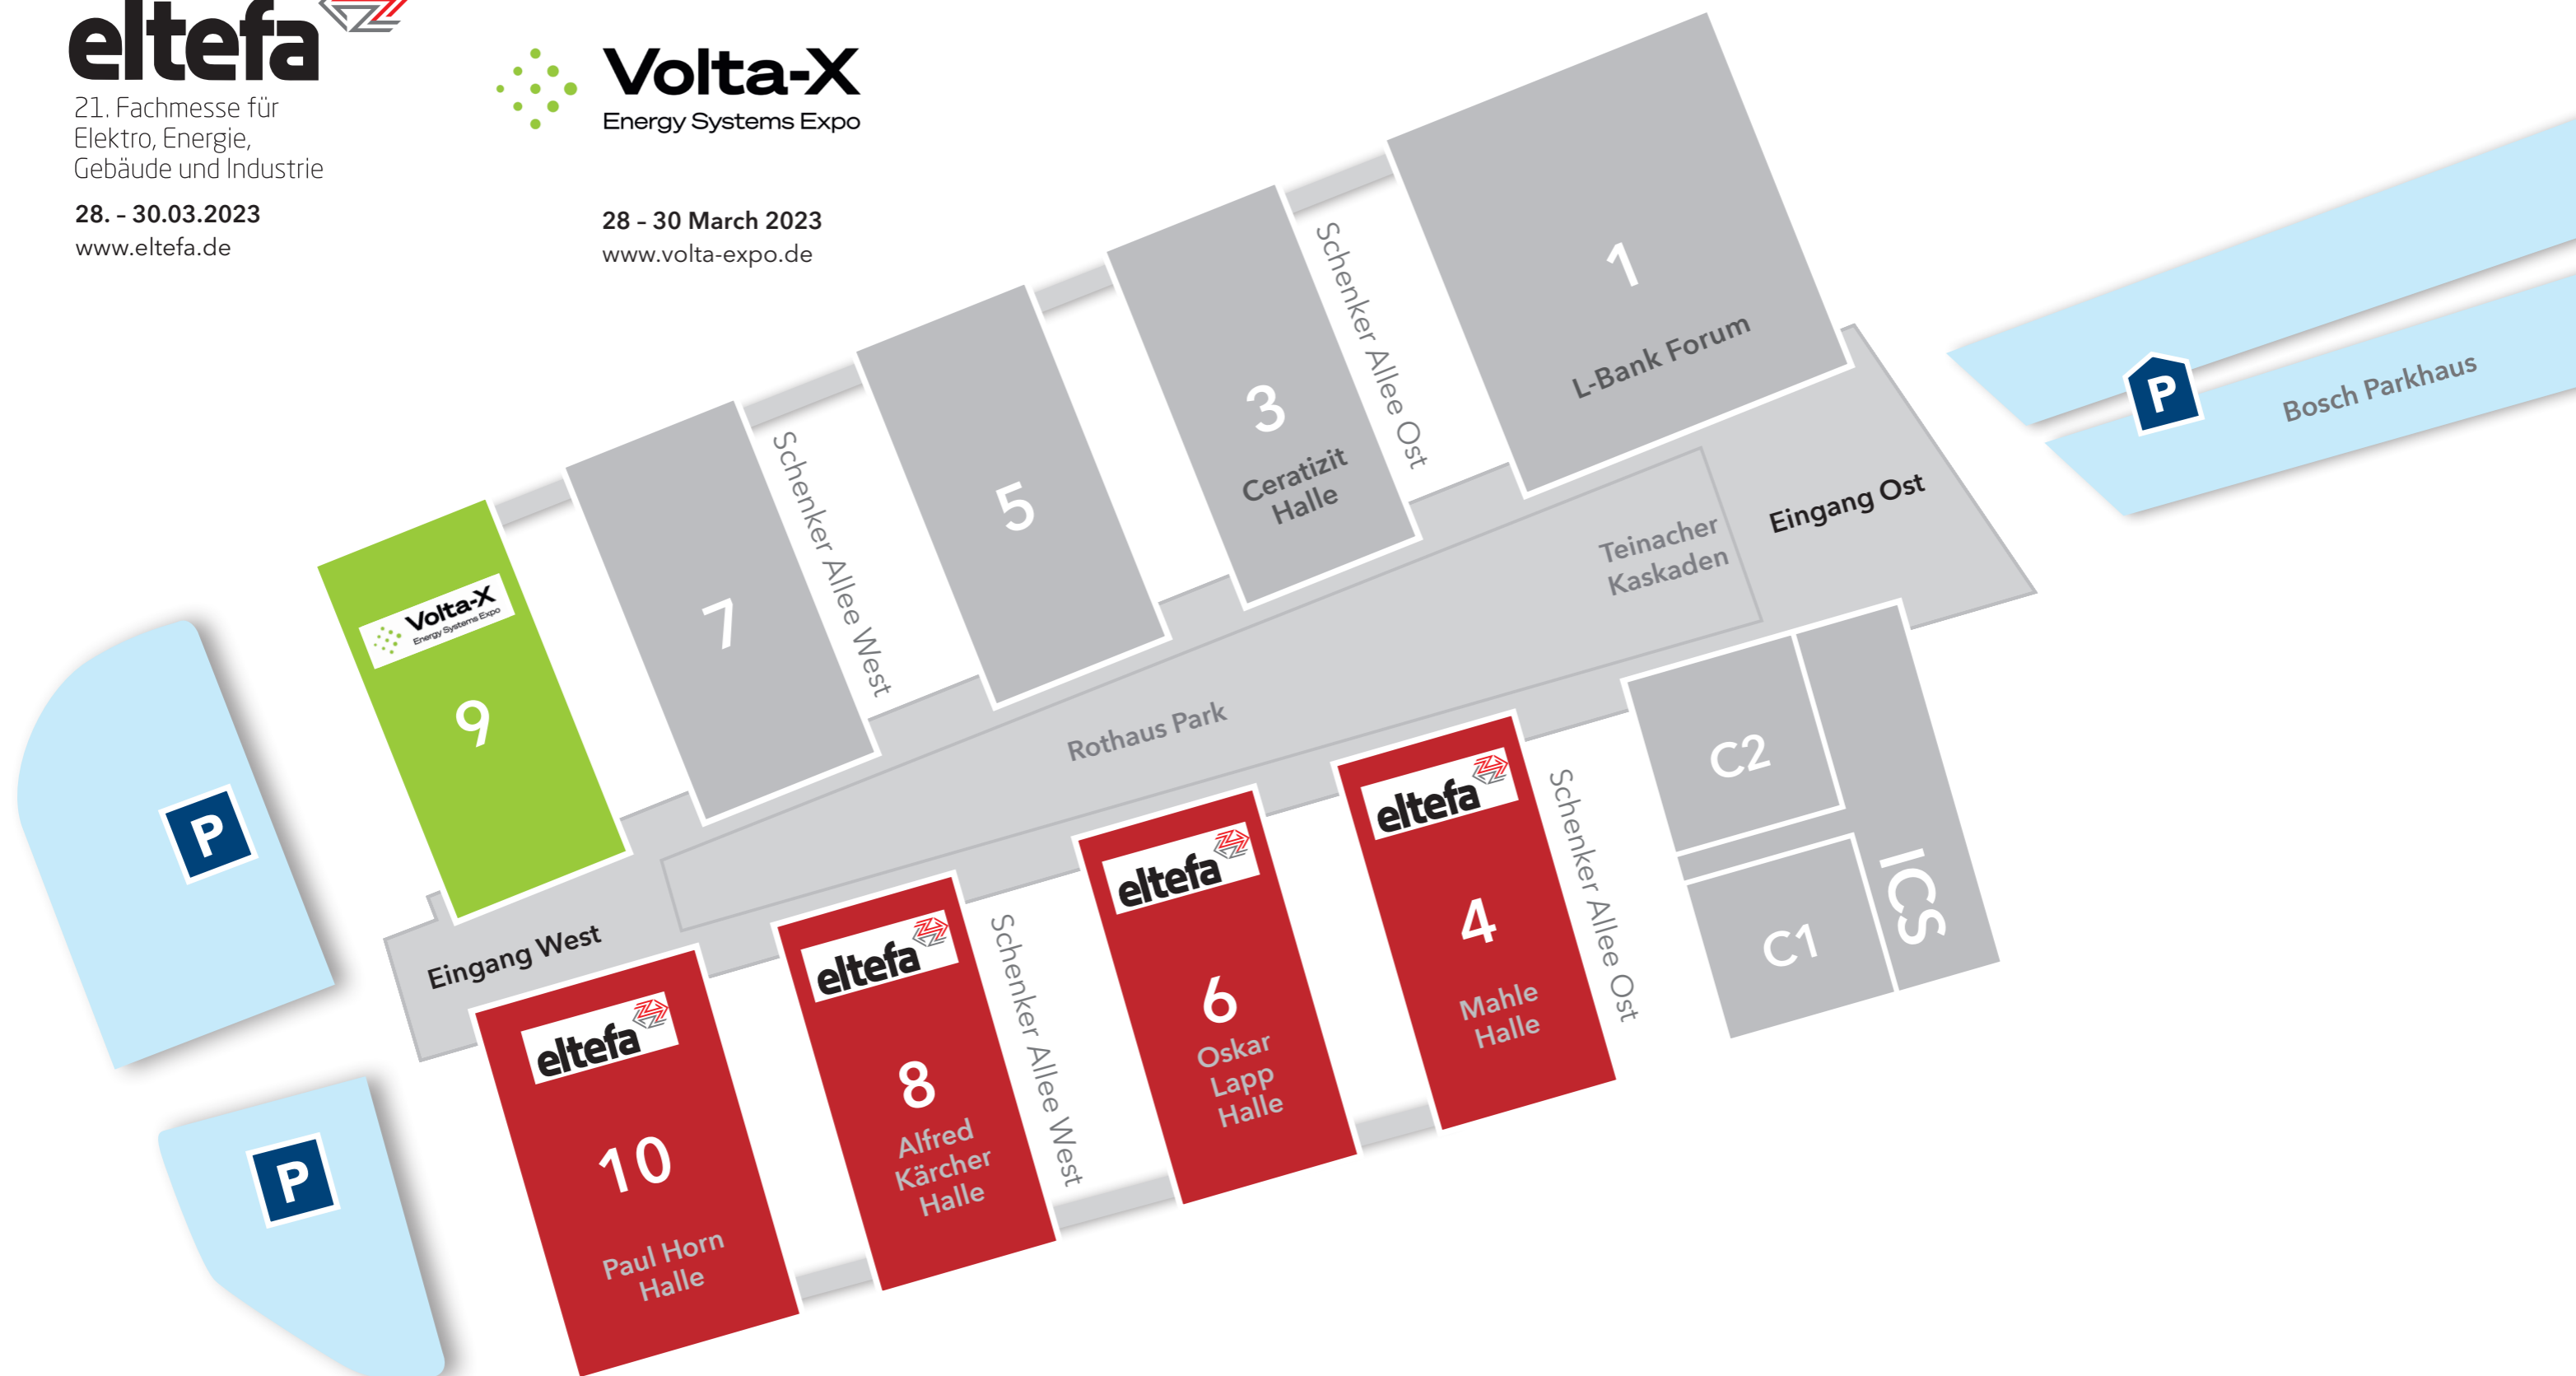 eltefa
21. Fachmesse für
Elektro, Energie,
Gebäude und Industrie
28. – 30.03.2023
www.eltefa.de
Volta-X
Energy Systems Expo
28 – 30 March 2023
www.volta-expo.de
1
L-Bank Forum
Schenker Allee Ost
3
Ceratizit
Halle
5
Schenker Allee West
7
Volta-X
Energy Systems Expo
9
P
Bosch Parkhaus
Eingang Ost
Teinacher
Kaskaden
Rothaus Park
Eingang West
P
P
eltefa
10
Paul Horn
Halle
eltefa
8
Alfred
Kärcher
Halle
Schenker Allee West
eltefa
6
Oskar
Lapp
Halle
eltefa
4
Mahle
Halle
Schenker Allee Ost
C2
C1
ICS